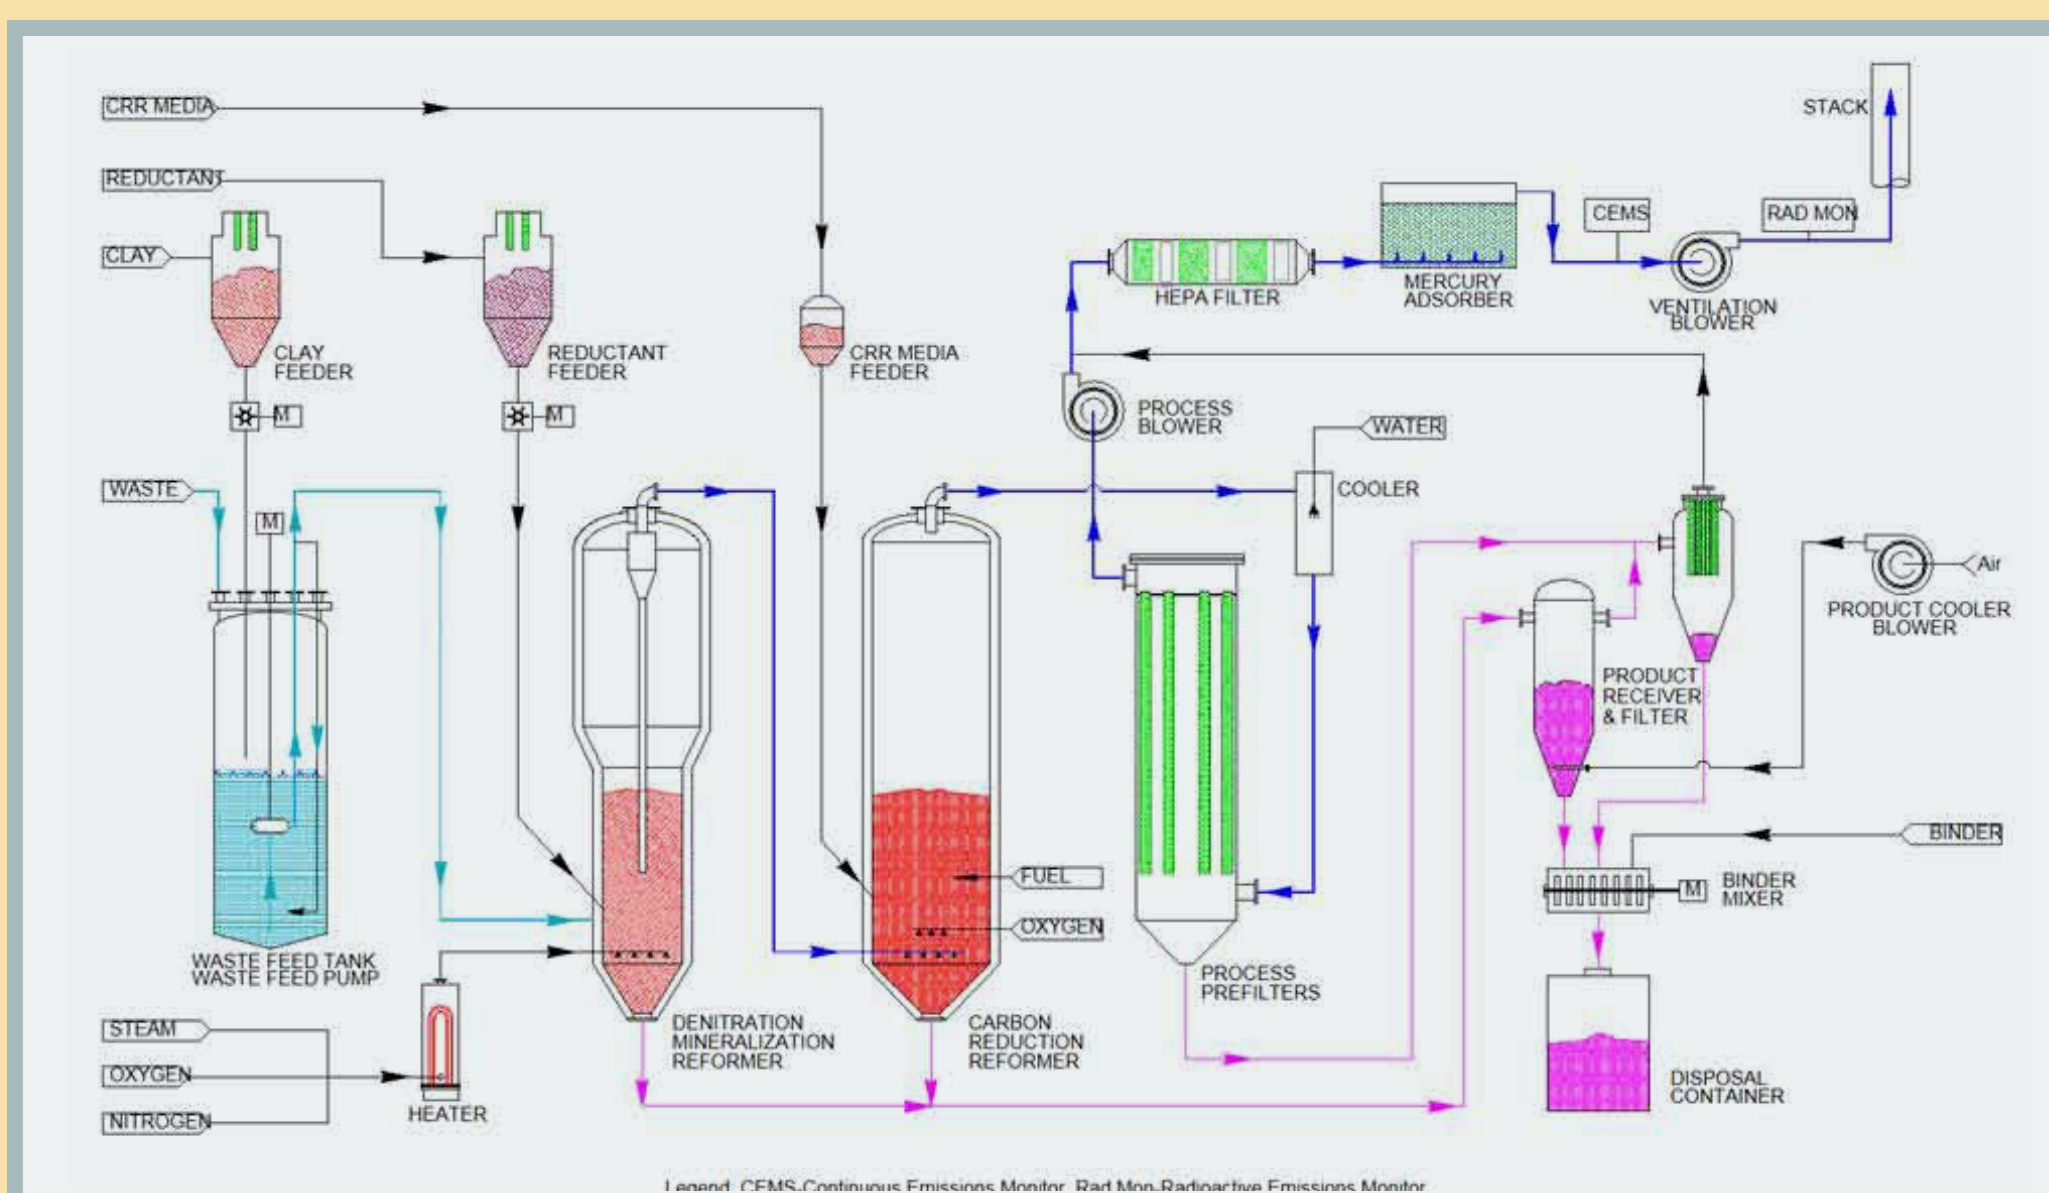 CRR MEDIA
STACK
REDUCTANT
CEMS
RAD MON
CLAY
MERCURY
ADSORBER
HEPA FILTER
VENTILATION
BLOWER
CLAY
FEEDER
REDUCTANT
FEEDER
CRR MEDIA
FEEDER
M
M
PROCESS
BLOWER
WATER
WASTE
COOLER
M
Air
PRODUCT COOLER
BLOWER
PRODUCT
RECEIVER
& FILTER
BINDER
FUEL
BINDER
MIXER
M
OXYGEN
WASTE FEED TANK
WASTE FEED PUMP
PROCESS
PREFILTERS
STEAM
DENITRATION
MINERALIZATION
REFORMER
CARBON
REDUCTION
REFORMER
OXYGEN
DISPOSAL
CONTAINER
HEATER
NITROGEN
Legend: CEMS-Continuous Emissions Monitor, Rad Mon-Radioactive Emissions Monitor